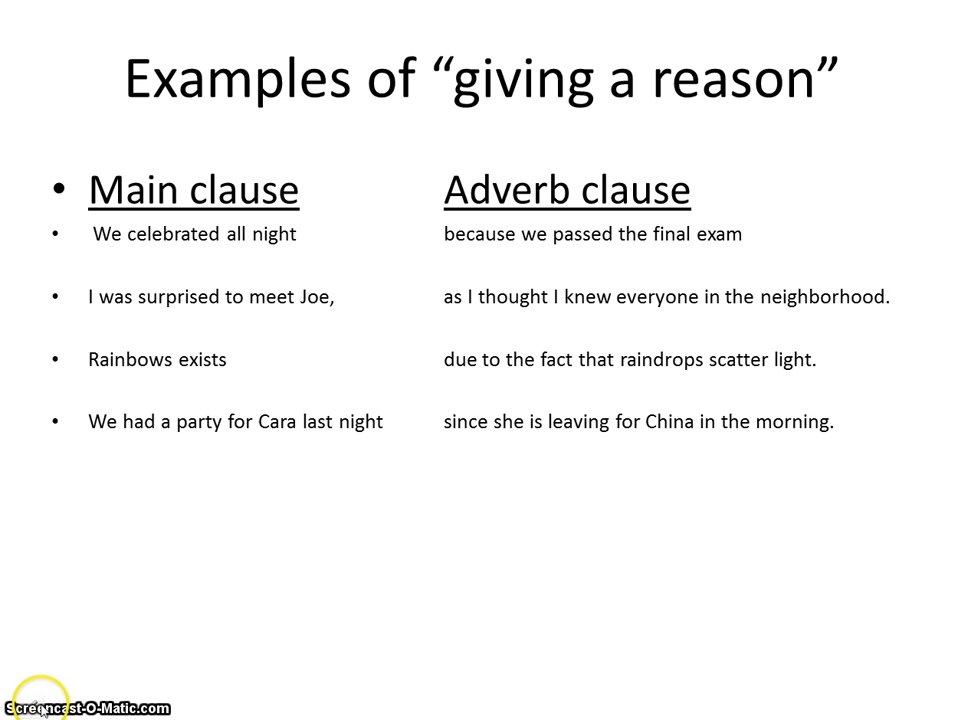 Examples of “giving a reason”
• Main clause Adverb clause
• We celebrated all night because we passed the final exam
• I was surprised to meet Joe, as I thought I knew everyone in the neighborhood.
• Rainbows exists due to the fact that raindrops scatter light.
• We had a party for Cara last night since she is leaving for China in the morning.
Screencast-O-Matic.com